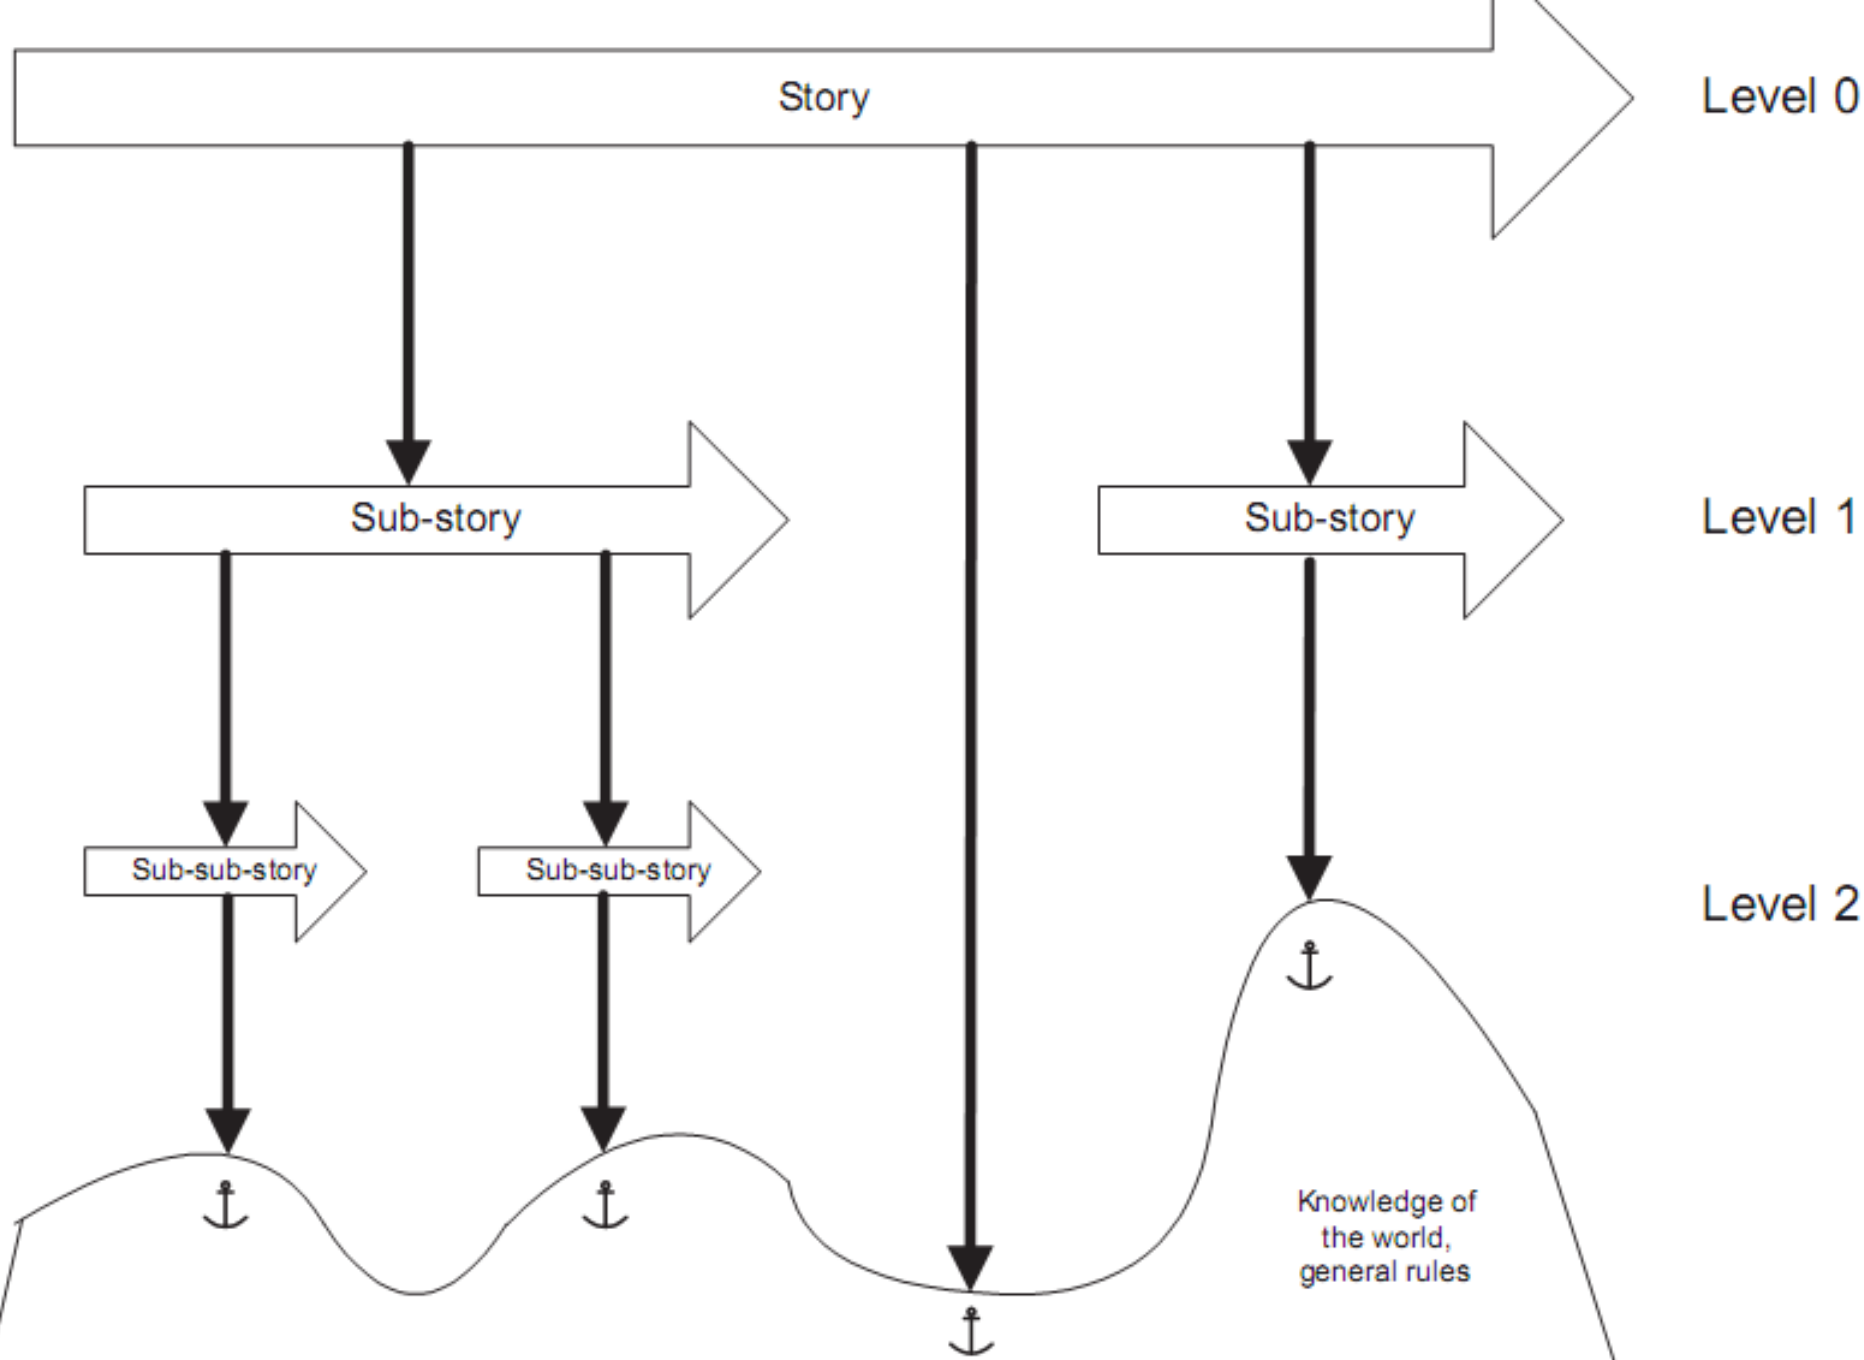 Story
Level 0
Sub-story
Sub-story
Level 1
Sub-sub-story
Sub-sub-story
Level 2
Knowledge of
the world,
general rules